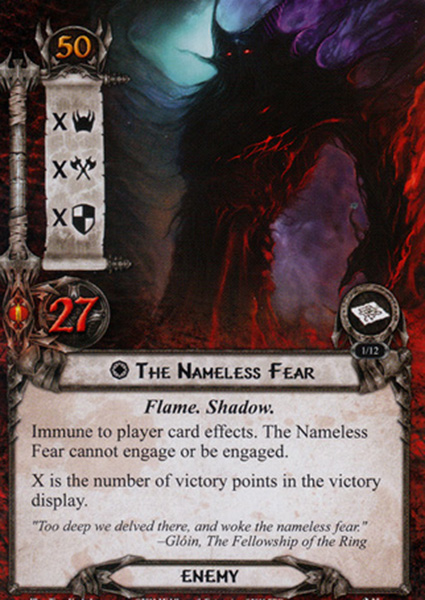 50
X
X
X
27
1/12
THE NAMELESS FEAR
Flame. Shadow.
Immune to player card effects. The Nameless
Fear cannot engage or be engaged.
X is the number of victory points in the victory
display.
"Too deep we delved there, and woke the nameless fear."
–Glóin, The Fellowship of the Ring
ENEMY